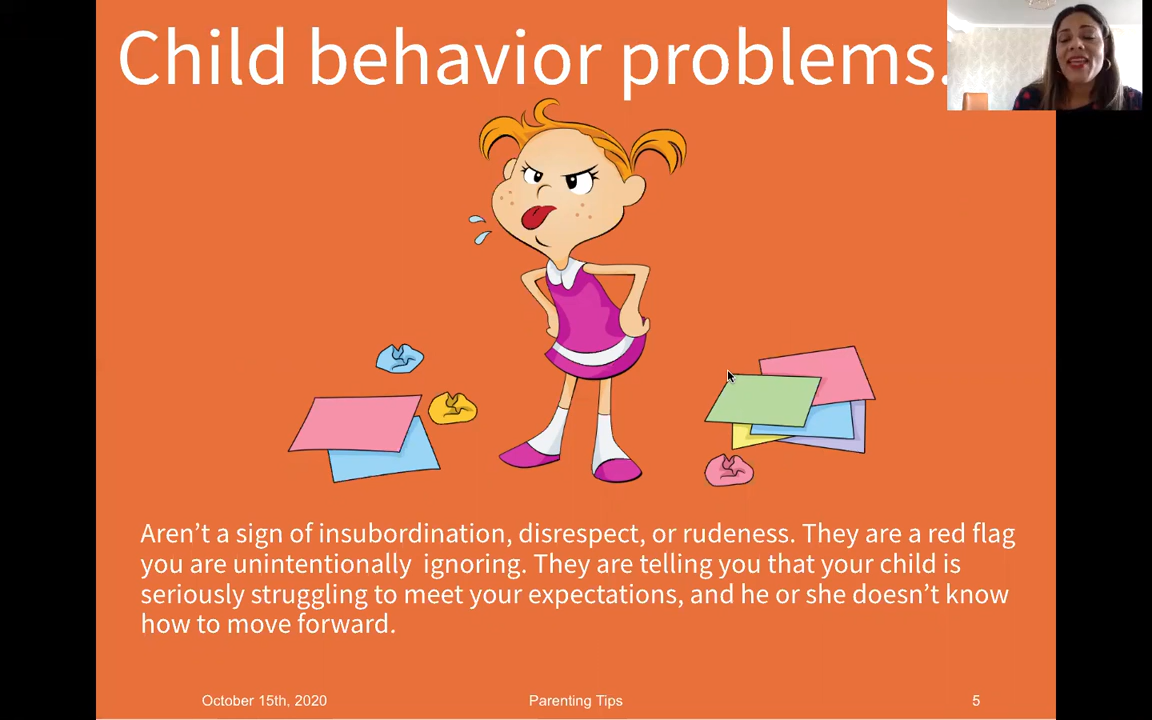 Child behavior problems.
Aren’t a sign of insubordination, disrespect, or rudeness. They are a red flag
you are unintentionally  ignoring. They are telling you that your child is
seriously struggling to meet your expectations, and he or she doesn’t know
how to move forward.
October 15th, 2020
Parenting Tips
5